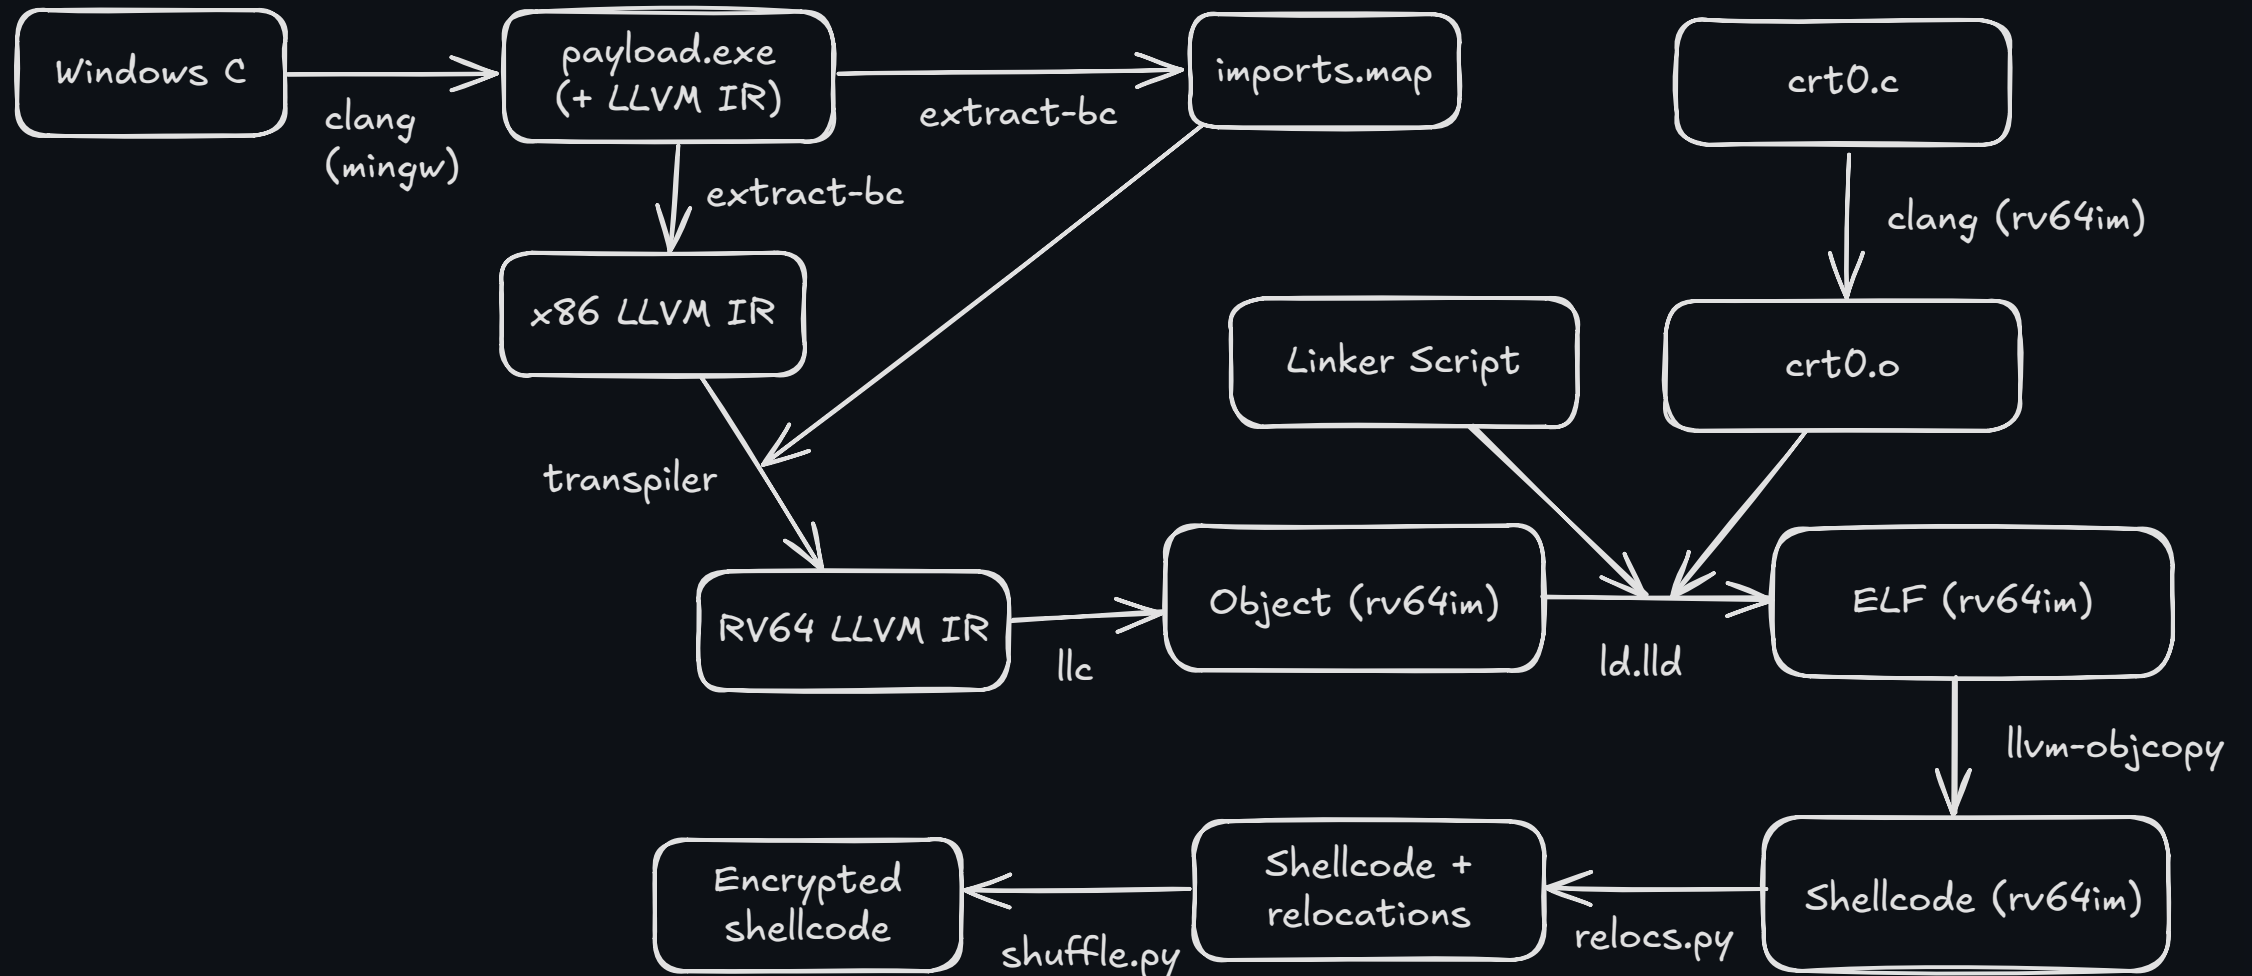 Windows C
clang
(mingw)
payload.exe
(+ LLVM IR)
extract-bc
imports.map
crt0.c
extract-bc
clang (rv64im)
x86 LLVM IR
Linker Script
crt0.o
transpiler
RV64 LLVM IR
llc
Object (rv64im)
ld.lld
ELF (rv64im)
llvm-objcopy
Shellcode (rv64im)
relocs.py
Shellcode +
relocations
shuffle.py
Encrypted
shellcode